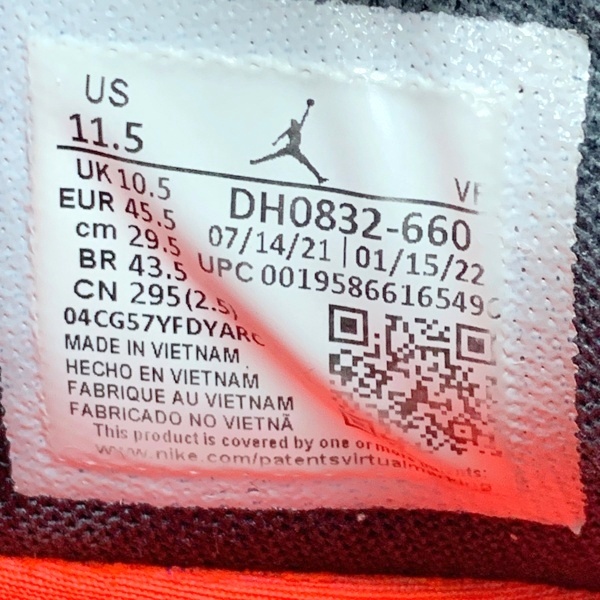 US
11.5
UK 10.5
EUR 45.5
cm 29.5
BR 43.5
CN 295(2.5)
VF
DH0832-660
07/14/21 | 01/15/22
UPC 00195866165490
04CG57YFDYARC
MADE IN VIETNAM
HECHO EN VIETNAM
FABRIQUE AU VIETNAM
FABRICADO NO VIETNÃ
This product is covered by one or more
www.nike.com/patentsvirtual